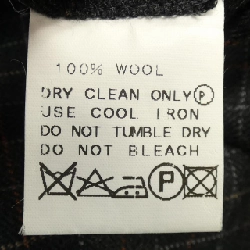 100% WOOL
DRY CLEAN ONLY Ⓟ
USE COOL IRON
DO NOT TUMBLE DRY
DO NOT BLEACH
Ⓟ